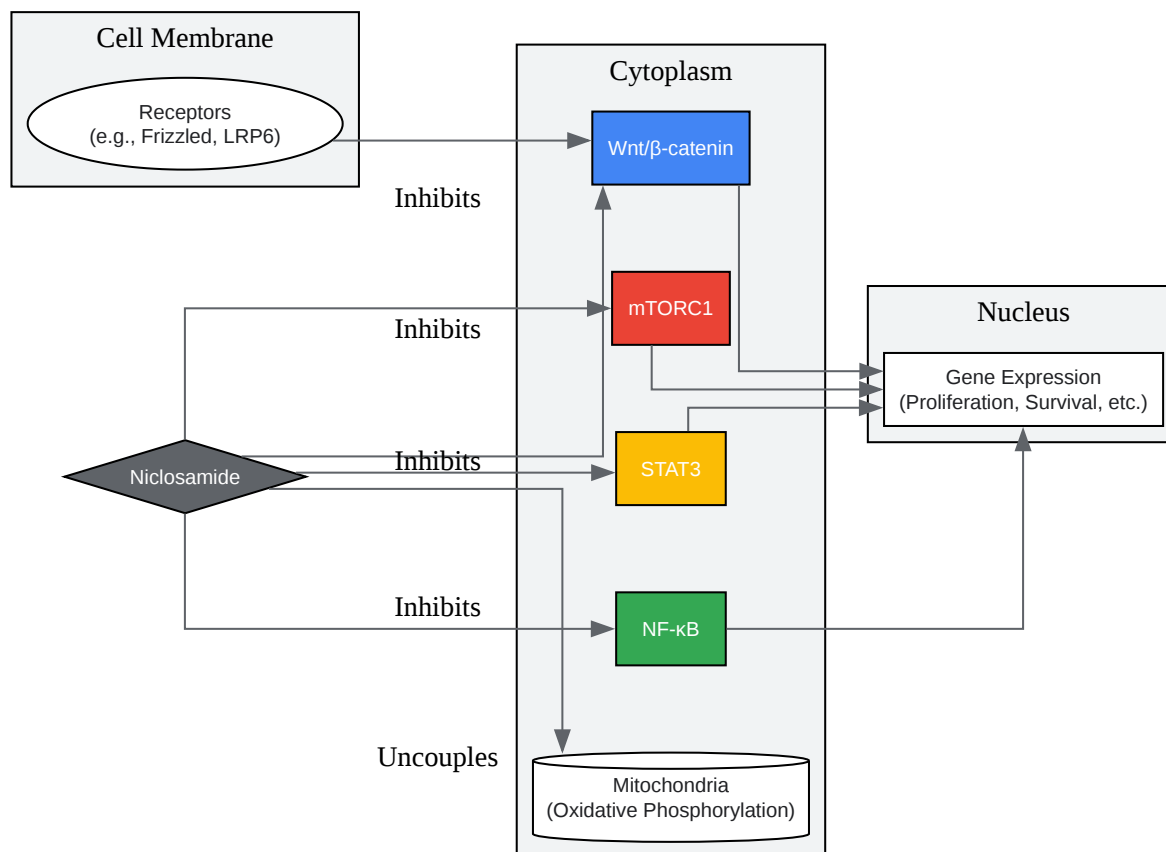 Cell Membrane
Receptors
(e.g., Frizzled, LRP6)
Cytoplasm
Wnt/β-catenin
Inhibits
mTORC1
Inhibits
Nucleus
Gene Expression
(Proliferation, Survival, etc.)
Niclosamide
Inhibits
STAT3
Inhibits
NF-κB
Uncouples
Mitochondria
(Oxidative Phosphorylation)